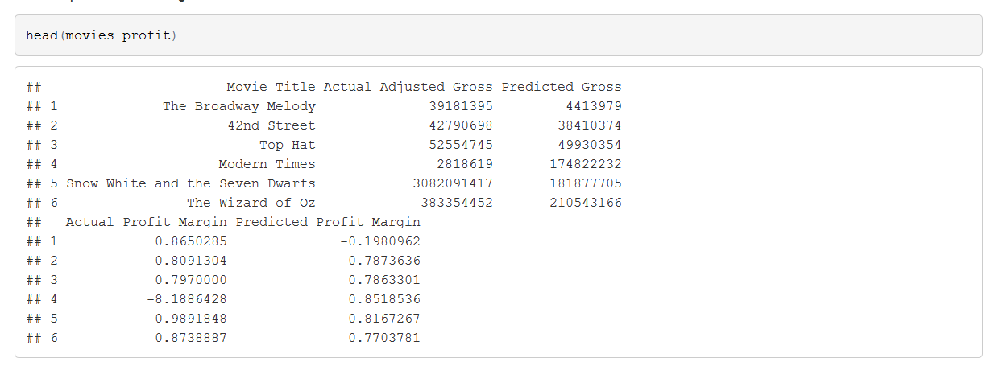 head(movies_profit)
## Movie Title Actual Adjusted Gross Predicted Gross
## 1 The Broadway Melody 39181395 4413979
## 2 42nd Street 42790698 38410374
## 3 Top Hat 52554745 49930354
## 4 Modern Times 2818619 174822232
## 5 Snow White and the Seven Dwarfs 3082091417 181877705
## 6 The Wizard of Oz 383354452 210543166
## Actual Profit Margin Predicted Profit Margin
## 1 0.8650285 -0.1980962
## 2 0.8091304 0.7873636
## 3 0.7970000 0.7863301
## 4 -8.1886428 0.8518536
## 5 0.9891848 0.8167267
## 6 0.8738887 0.7703781